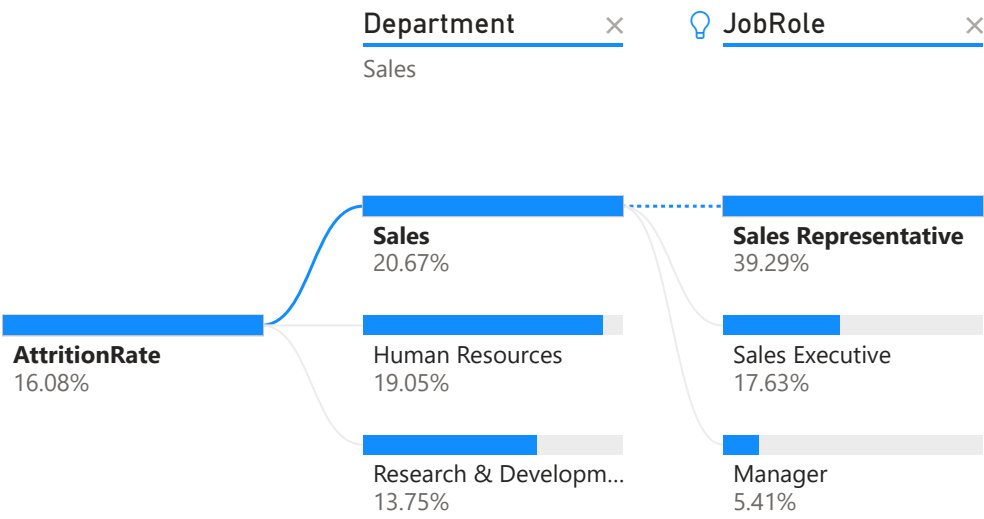 Department
JobRole
Sales
Sales
20.67%
Sales Representative
39.29%
AttritionRate
16.08%
Human Resources
19.05%
Sales Executive
17.63%
Research & Developm...
13.75%
Manager
5.41%